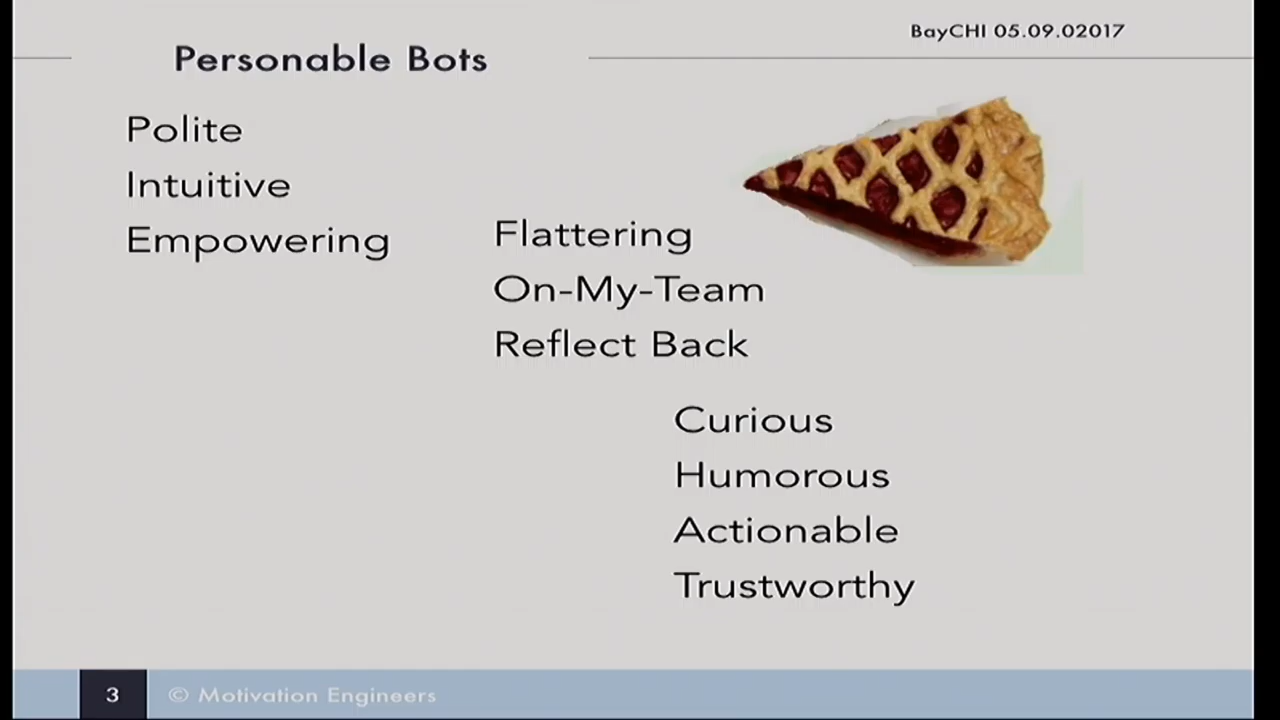 BayCHI 05.09.02017
Personable Bots
Polite
Intuitive
Empowering
Flattering
On-My-Team
Reflect Back
Curious
Humorous
Actionable
Trustworthy
3
© Motivation Engineers